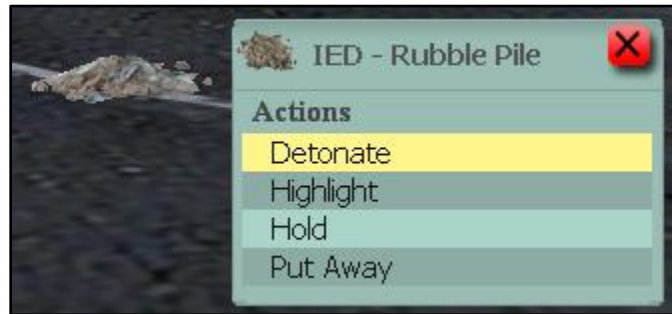 IED - Rubble Pile
Actions
Detonate
Highlight
Hold
Put Away